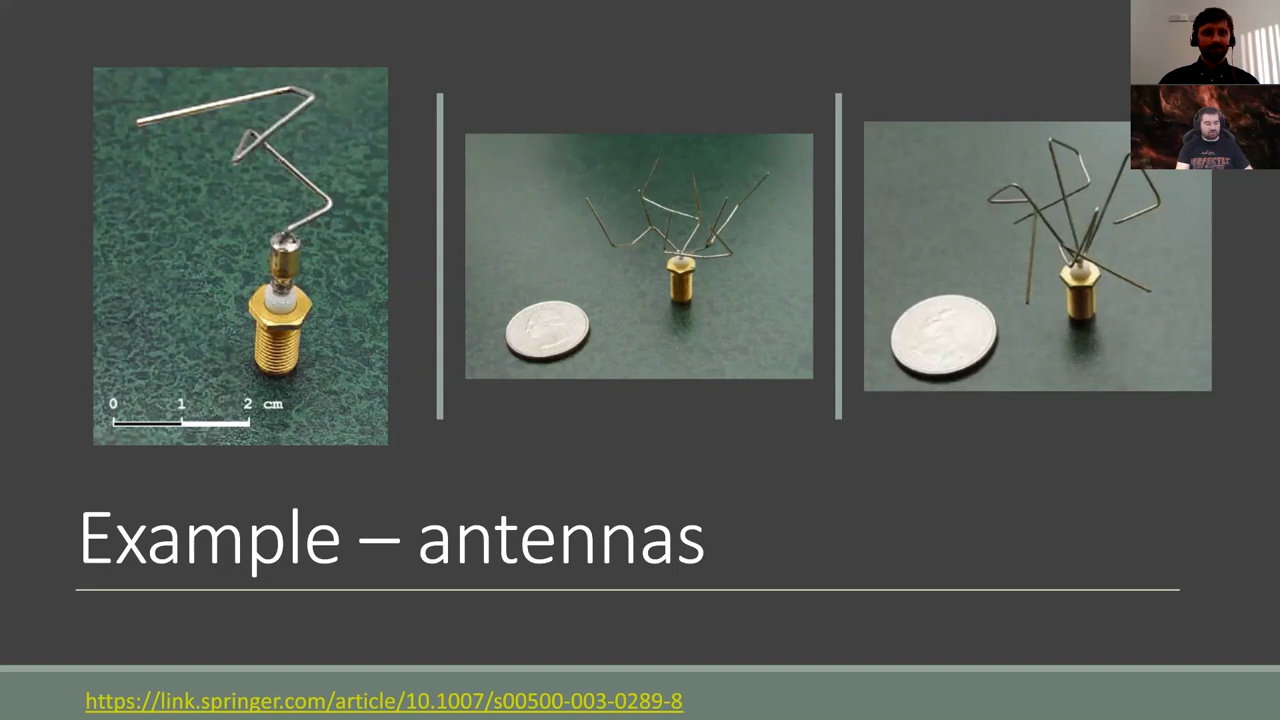 0 1 2 cm
Example – antennas
https://link.springer.com/article/10.1007/s00500-003-0289-8